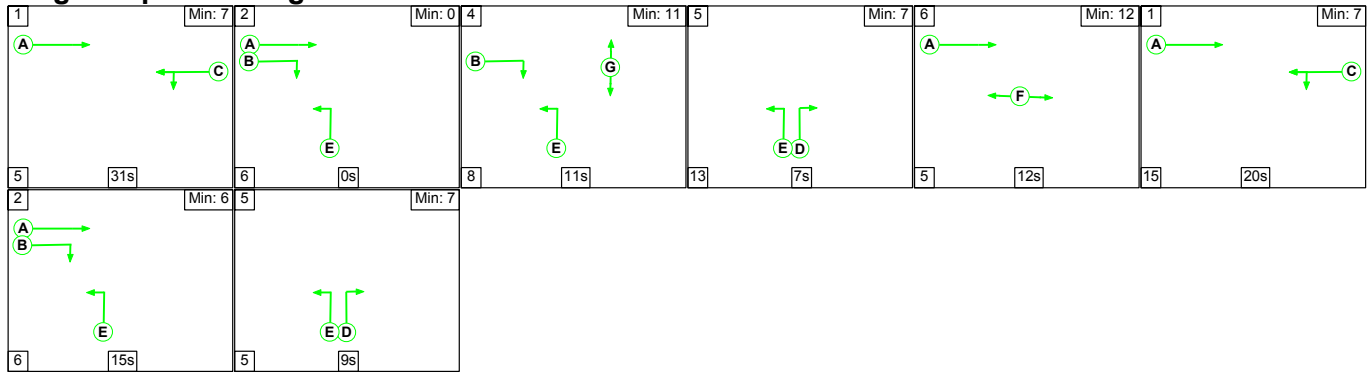 1 Min: 7 2 Min: 0 4 Min: 11 5 Min: 7 6 Min: 12 1 Min: 7
A A B G A A
B C F C
E E E D
5 31s 6 0s 8 11s 13 7s 5 12s 15 20s
2 Min: 6 5 Min: 7
A
B
E E D
6 15s 5 9s